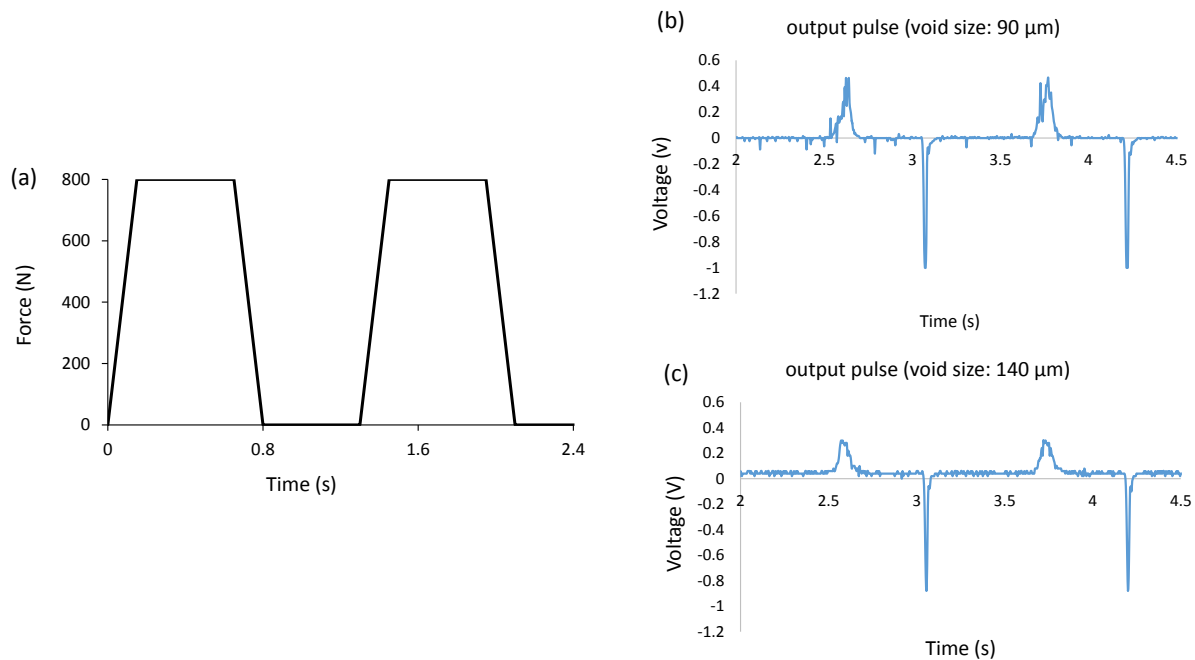 (a)
800
600
400
200
0
Force (N)
0 0.8 1.6 2.4
Time (s)
(b)
output pulse (void size: 90 µm)
0.6
0.4
0.2
0
-0.2
-0.4
-0.6
-0.8
-1
-1.2
Voltage (v)
2 2.5 3 3.5 4 4.5
Time (s)
(c)
output pulse (void size: 140 µm)
0.6
0.4
0.2
0
-0.2
-0.4
-0.6
-0.8
-1
-1.2
Voltage (V)
2 2.5 3 3.5 4 4.5
Time (s)